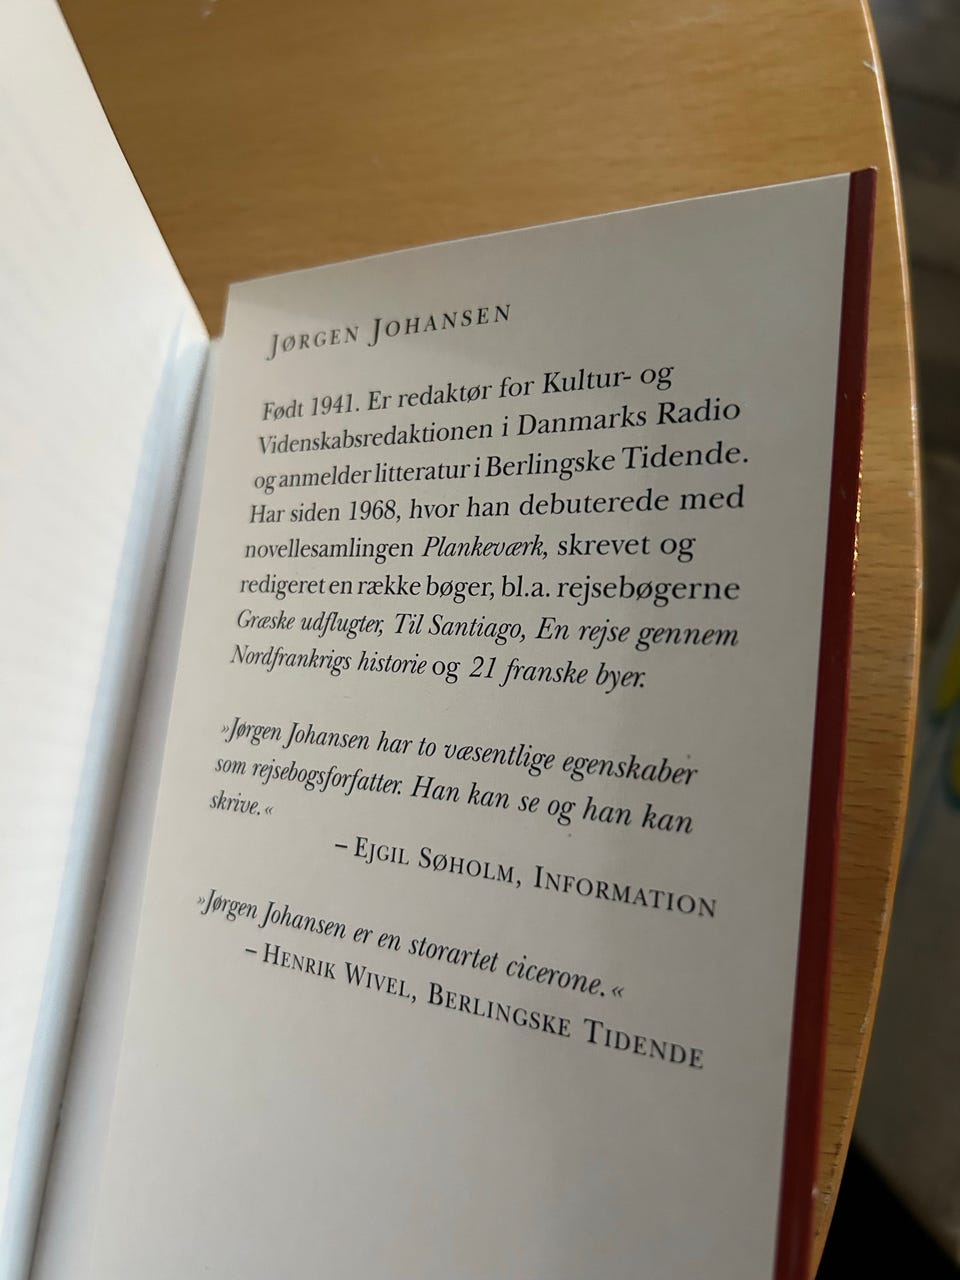 JØRGEN JOHANSEN
Født 1941. Er redaktør for Kultur- og
Videnskabsredaktionen i Danmarks Radio
og anmelder litteratur i Berlingske Tidende.
Har siden 1968, hvor han debuterede med
novellesamlingen Plankeværk, skrevet og
redigeret en række bøger, bl.a. rejsebøgerne
Græske udflugter, Til Santiago, En rejse gennem
Nordfrankrigs historie og 21 franske byer.
»Jørgen Johansen har to væsentlige egenskaber
som rejsebogsforfatter. Han kan se og han kan
skrive.«
– EJGIL SØHOLM, INFORMATION
»Jørgen Johansen er en storartet cicerone.«
– HENRIK WIVEL, BERLINGSKE TIDENDE